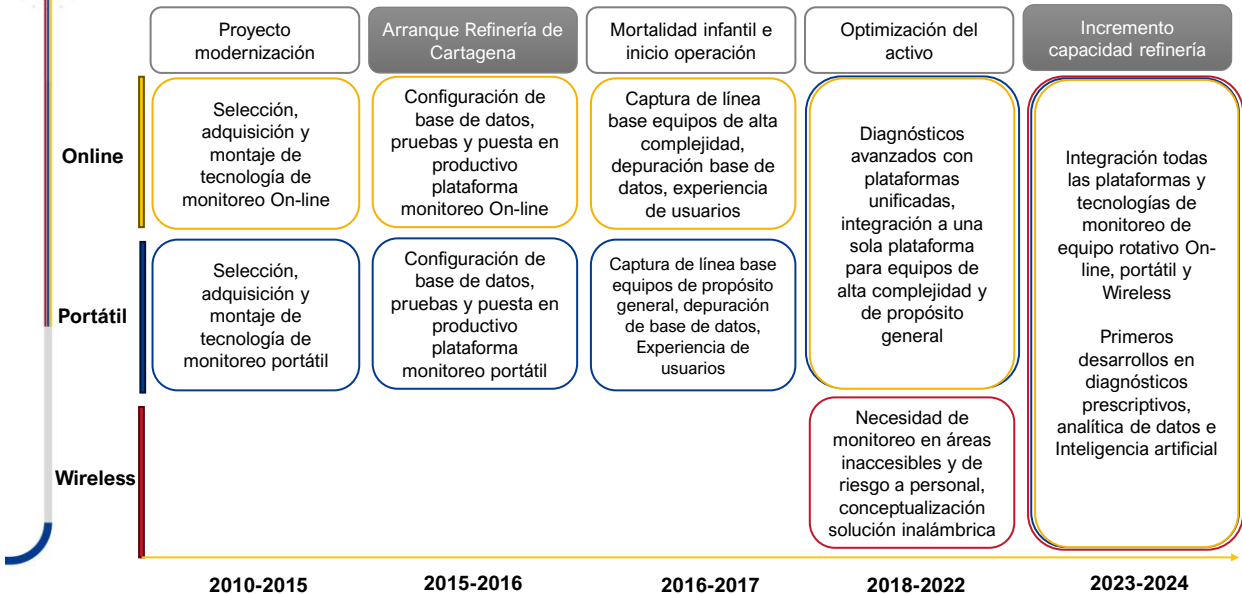 Proyecto
modernización
Arranque Refinería de
Cartagena
Mortalidad infantil e
inicio operación
Optimización del
activo
Incremento
capacidad refinería
Online
Selección,
adquisición y
montaje de
tecnología de
monitoreo On-line
Configuración de
base de datos,
pruebas y puesta en
productivo
plataforma
monitoreo On-line
Captura de línea
base equipos de alta
complejidad,
depuración base de
datos, experiencia
de usuarios
Diagnósticos
avanzados con
plataformas
unificadas,
integración a una
sola plataforma
para equipos de
alta complejidad y
de propósito
general
Integración todas
las plataformas y
tecnologías de
monitoreo de
equipo rotativo On-
line, portátil y
Wireless
Primeros
desarrollos en
diagnósticos
prescriptivos,
analítica de datos e
Inteligencia artificial
Portátil
Selección,
adquisición y
montaje de
tecnología de
monitoreo portátil
Configuración de
base de datos,
pruebas y puesta en
productivo
plataforma
monitoreo portátil
Captura de línea base
equipos de propósito
general, depuración
de base de datos,
Experiencia de
usuarios
Wireless
Necesidad de
monitoreo en áreas
inaccesibles y de
riesgo a personal,
conceptualización
solución inalámbrica
2010-2015
2015-2016
2016-2017
2018-2022
2023-2024